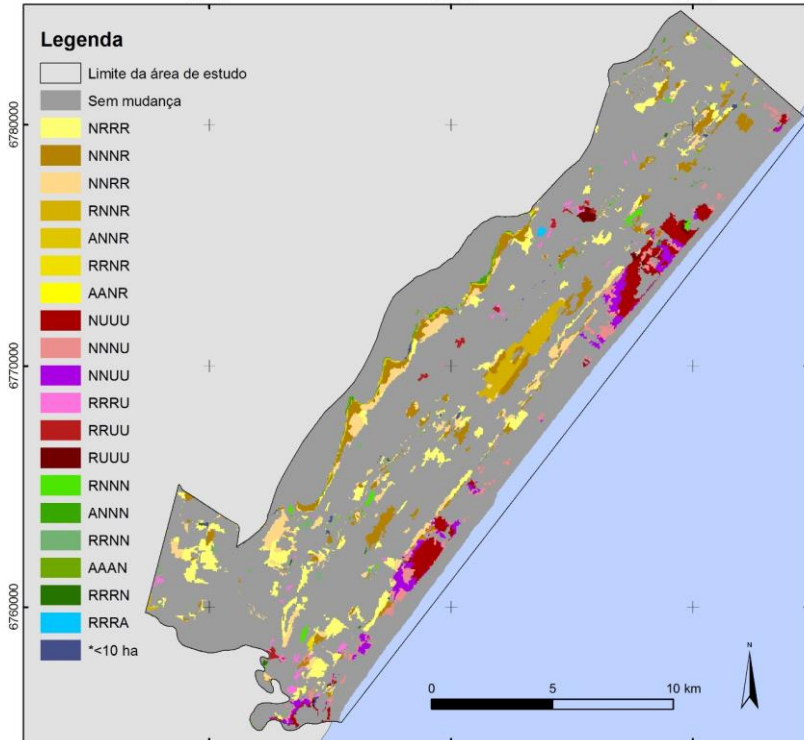 Legenda
Limite da área de estudo
Sem mudança
NRRR
NNNR
NNRR
RNNR
ANNR
RRNR
AANR
NUUU
NNNU
NNUU
RRRU
RRUU
RUUU
RNNN
ANNN
RRNN
AAAN
RRRN
RRRA
*<10 ha
6780000
6770000
6760000
N
0 5 10 km